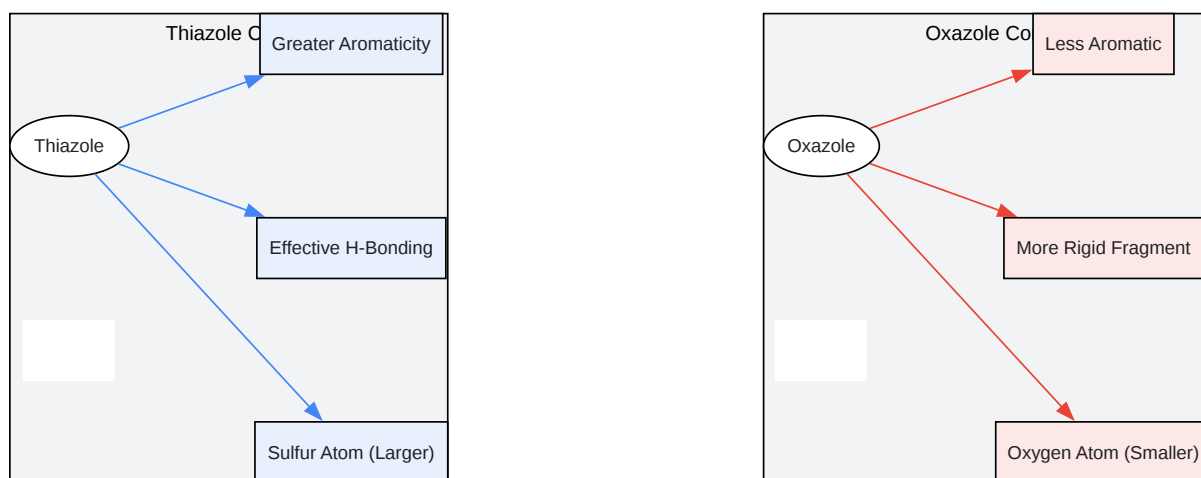 Thiazole
Greater Aromaticity
Thiazole
Effective H-Bonding
Sulfur Atom (Larger)
Oxazole
Less Aromatic
Oxazole
More Rigid Fragment
Oxygen Atom (Smaller)